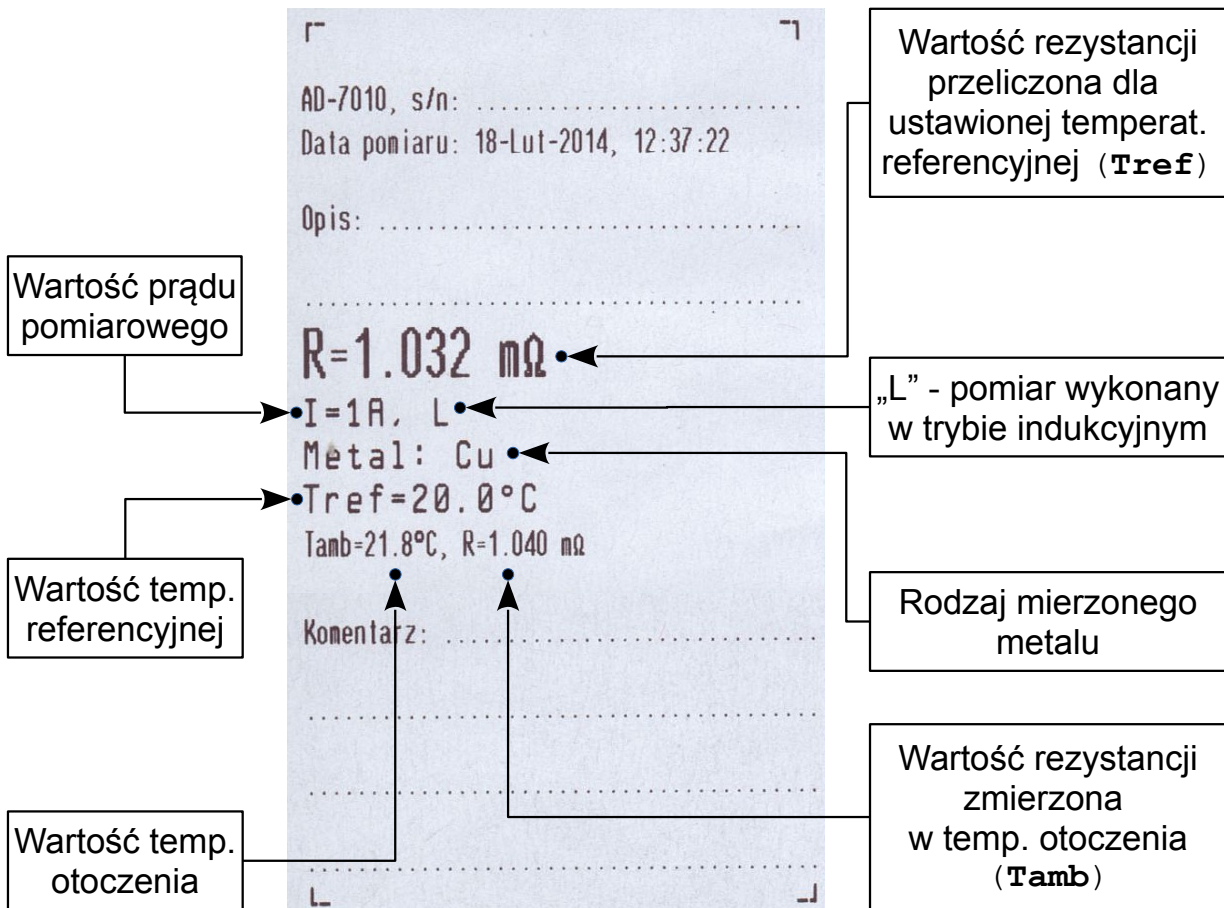 Wartość rezystancji
przeliczona dla
ustawionej temperat.
referencyjnej (Tref)
AD-7010, s/n: ..............................
Data pomiaru: 18-Lut-2014, 12:37:22
Opis: .......................................
Wartość prądu
pomiarowego
R=1.032 mΩ
„L” - pomiar wykonany
w trybie indukcyjnym
I=1A, L
Metal: Cu
Tref=20.0°C
Tamb=21.8°C, R=1.040 mΩ
Wartość temp.
referencyjnej
Rodzaj mierzonego
metalu
Komentarz: ..................................
Wartość rezystancji
zmierzona
w temp. otoczenia
(Tamb)
Wartość temp.
otoczenia